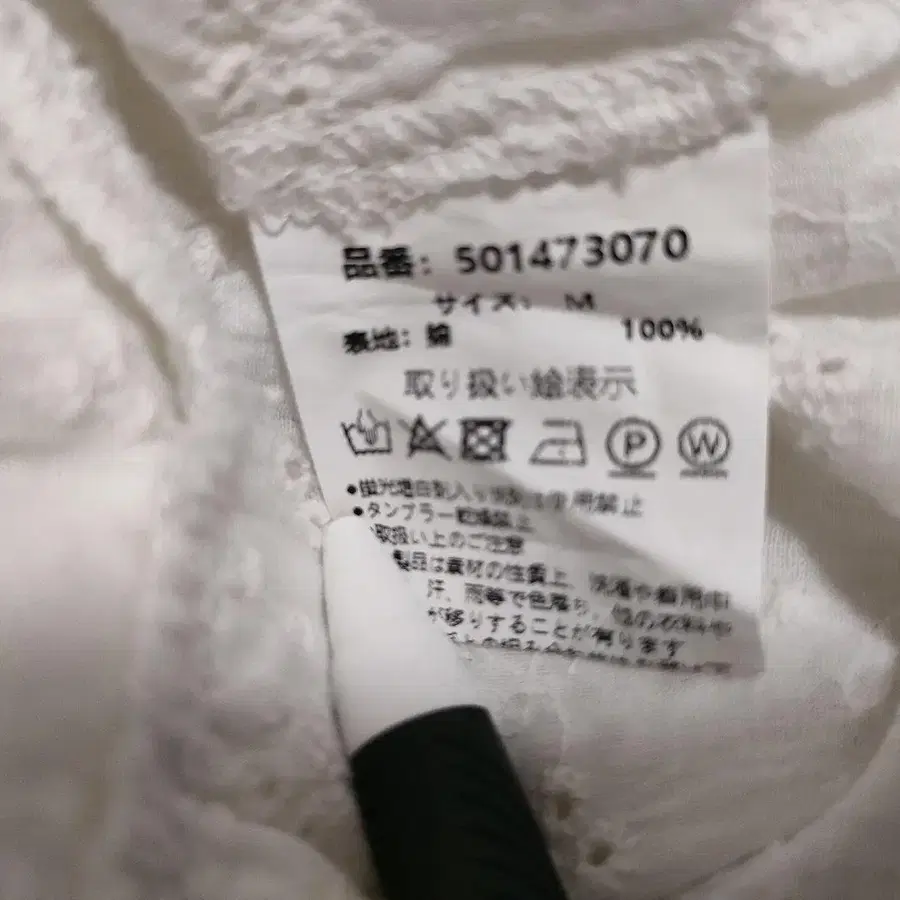 品番: 501473070
サイズ: M
表地: 綿 100%
取り扱い絵表示
P W
●蛍光増白剤入り洗剤は使用禁止
●タンブラー乾燥禁止
取扱い上のご注意
製品は素材の性質上、洗濯や着用中
汗、雨等で色落ち、他の衣料や
が移りすることが有ります